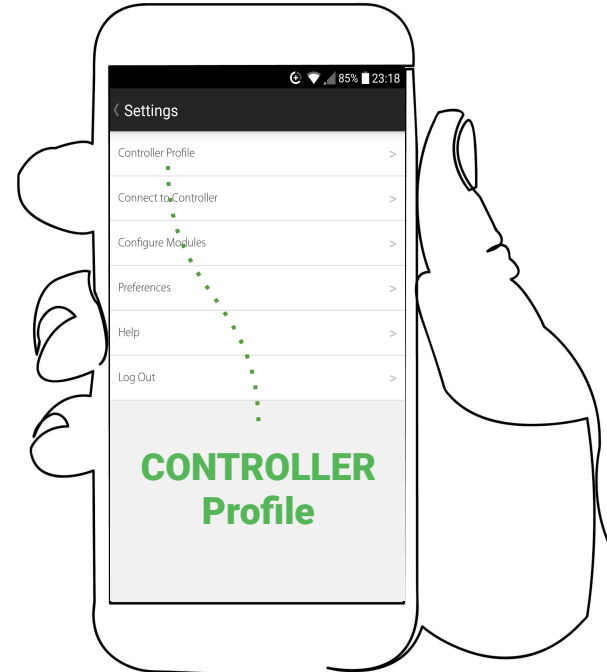 85% 23:18
Settings
Controller Profile >
Connect to Controller >
Configure Modules >
Preferences >
Help >
Log Out >
CONTROLLER
Profile